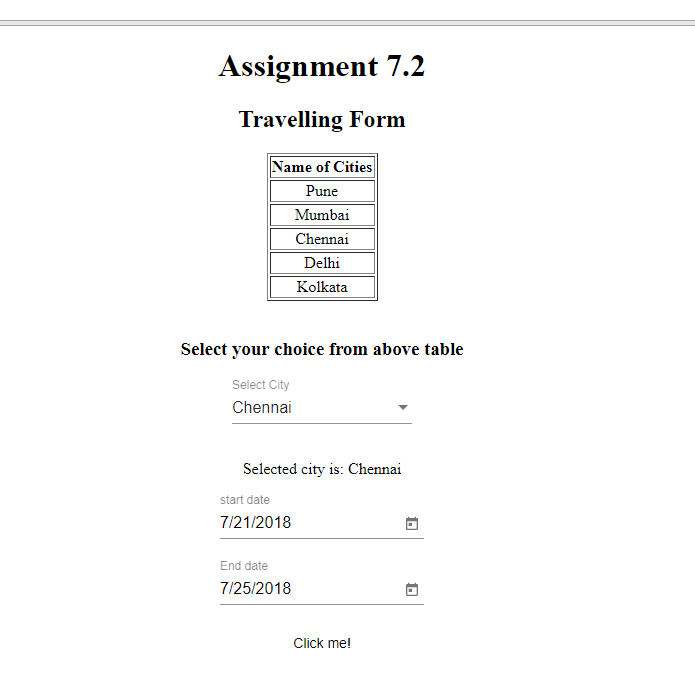 Assignment 7.2
Travelling Form
Name of Cities
Pune
Mumbai
Chennai
Delhi
Kolkata
Select your choice from above table
Select City
Chennai
Selected city is: Chennai
start date
7/21/2018
End date
7/25/2018
Click me!